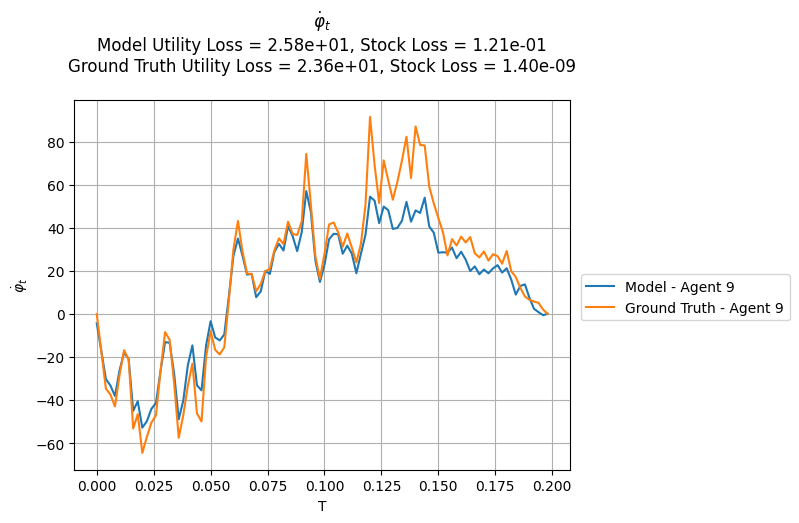 φ̇ₜ
Model Utility Loss = 2.58e+01, Stock Loss = 1.21e-01
Ground Truth Utility Loss = 2.36e+01, Stock Loss = 1.40e-09
80
60
40
20
0
−20
−40
−60
φ̇ₜ
0.000 0.025 0.050 0.075 0.100 0.125 0.150 0.175 0.200
T
Model - Agent 9
Ground Truth - Agent 9